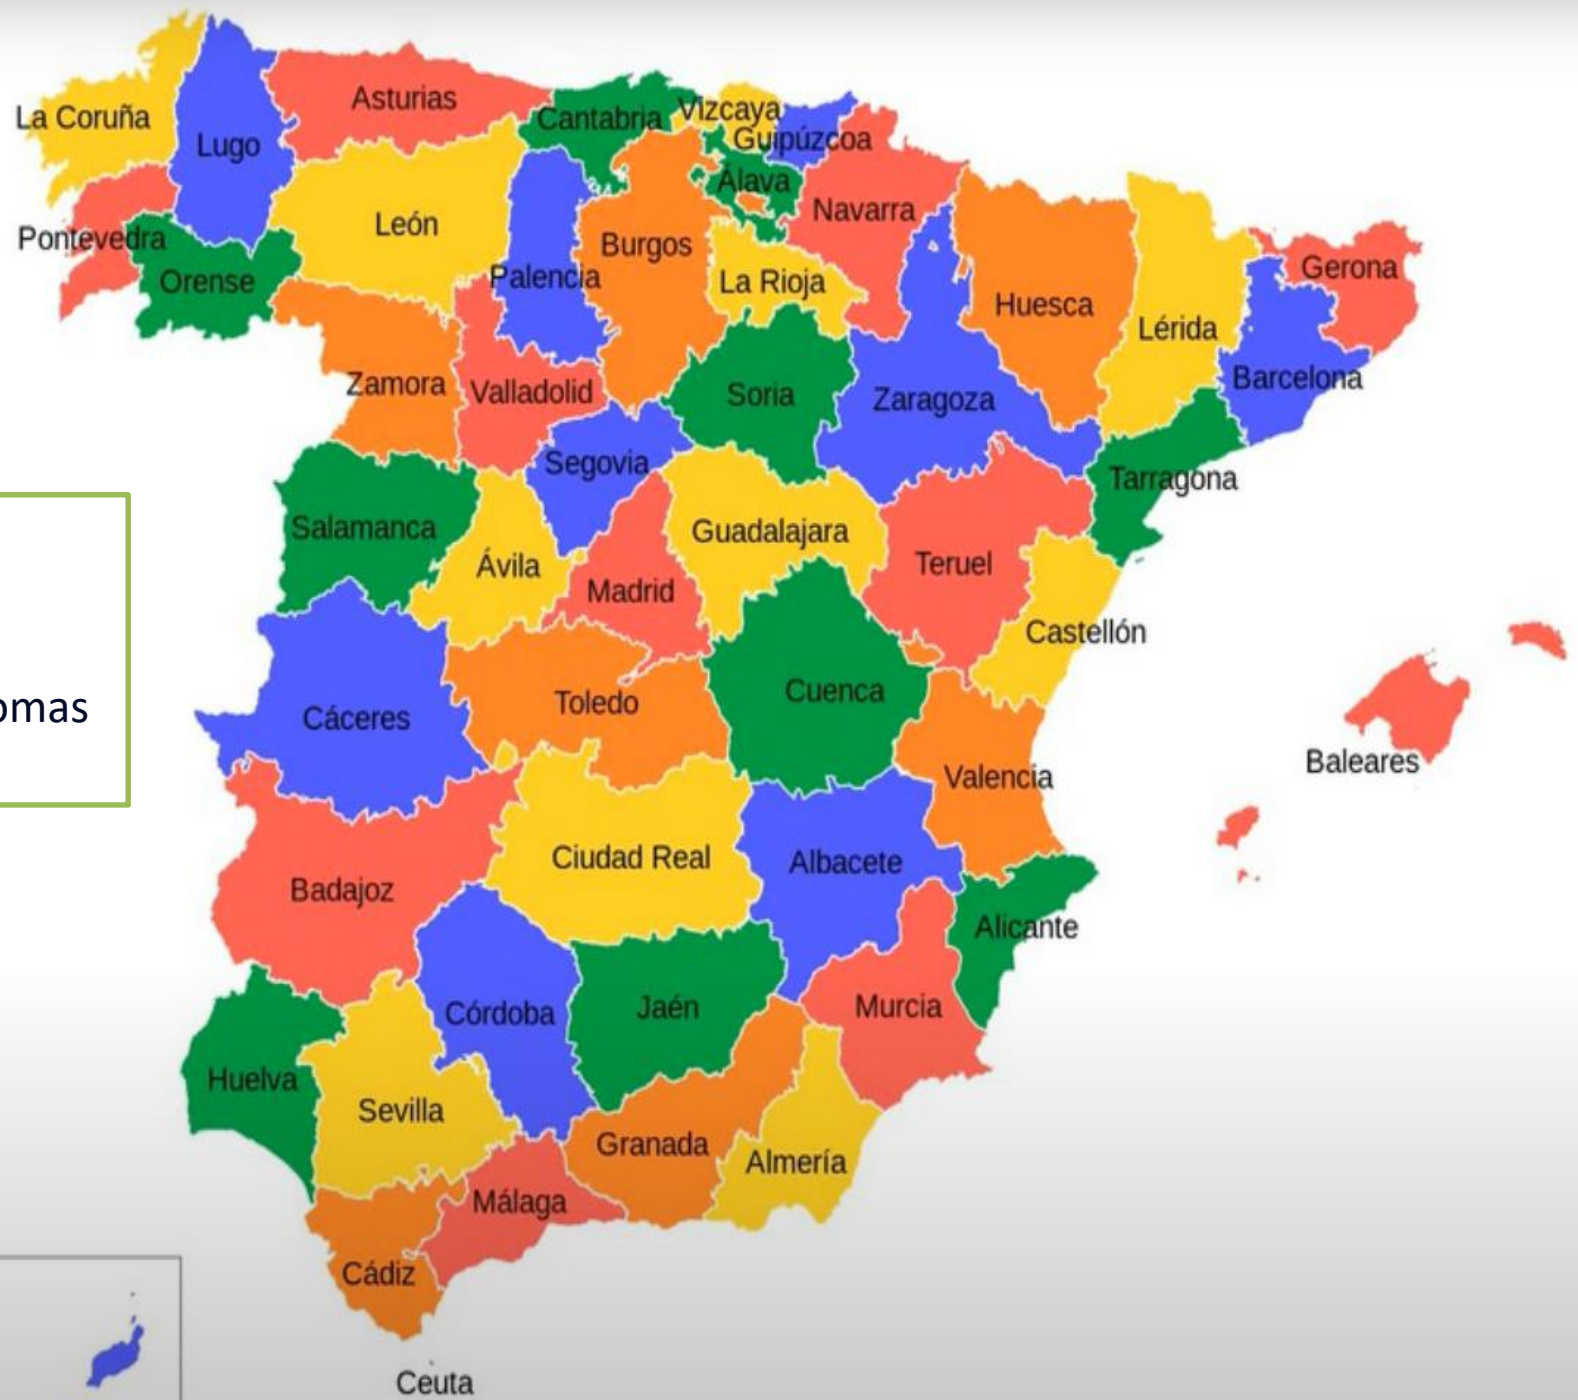 La Coruña
Lugo
Asturias
Cantabria
Vizcaya
Guipúzcoa
Álava
Navarra
Pontevedra
Orense
León
Palencia
Burgos
La Rioja
Huesca
Lérida
Gerona
Barcelona
Zamora
Valladolid
Soria
Zaragoza
Segovia
Tarragona
Salamanca
Ávila
Madrid
Guadalajara
Teruel
Castellón
omas
Cáceres
Toledo
Cuenca
Valencia
Baleares
Badajoz
Ciudad Real
Albacete
Alicante
Córdoba
Jaén
Murcia
Huelva
Sevilla
Granada
Almería
Málaga
Cádiz
Ceuta